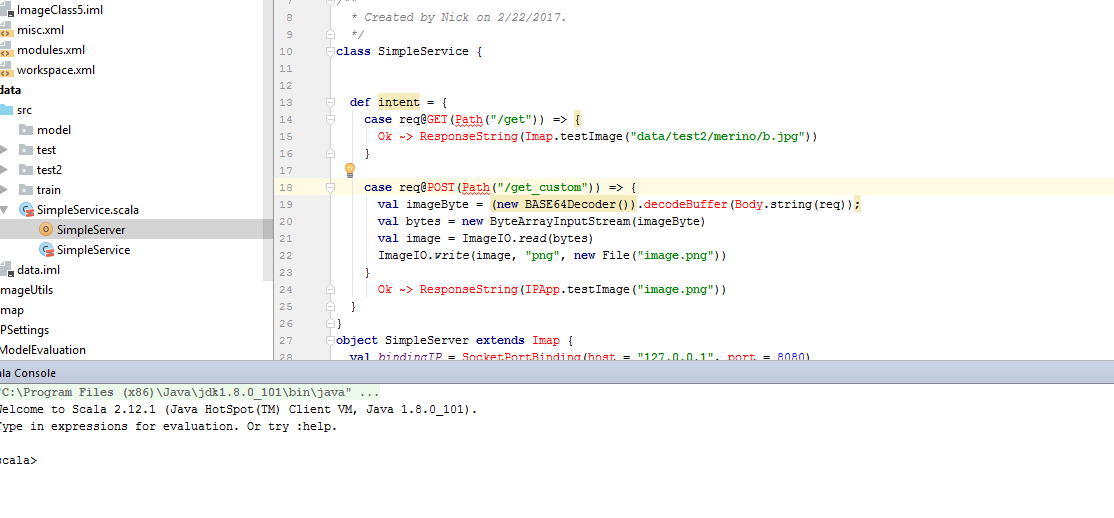 ImageClass5.iml
misc.xml
modules.xml
workspace.xml
data
src
model
test
test2
train
SimpleService.scala
SimpleServer
SimpleService
data.iml
mageUtils
map
PSettings
ModelEvaluation
7 /**
8 * Created by Nick on 2/22/2017.
9 */
10 class SimpleService {
11
12
13 def intent = {
14 case req@GET(Path("/get")) => {
15 Ok ~> ResponseString(Imap.testImage("data/test2/merino/b.jpg"))
16 }
17
18 case req@POST(Path("/get_custom")) => {
19 val imageByte = (new BASE64Decoder()).decodeBuffer(Body.string(req));
20 val bytes = new ByteArrayInputStream(imageByte)
21 val image = ImageIO.read(bytes)
22 ImageIO.write(image, "png", new File("image.png"))
23 }
24 Ok ~> ResponseString(IPApp.testImage("image.png"))
25 }
26 }
27 object SimpleServer extends Imap {
28 val bindingIP = SocketPortBinding(host = "127.0.0.1", port = 8080)
ala Console
"C:\Program Files (x86)\Java\jdk1.8.0_101\bin\java" ...
Welcome to Scala 2.12.1 (Java HotSpot(TM) Client VM, Java 1.8.0_101).
Type in expressions for evaluation. Or try :help.
scala>